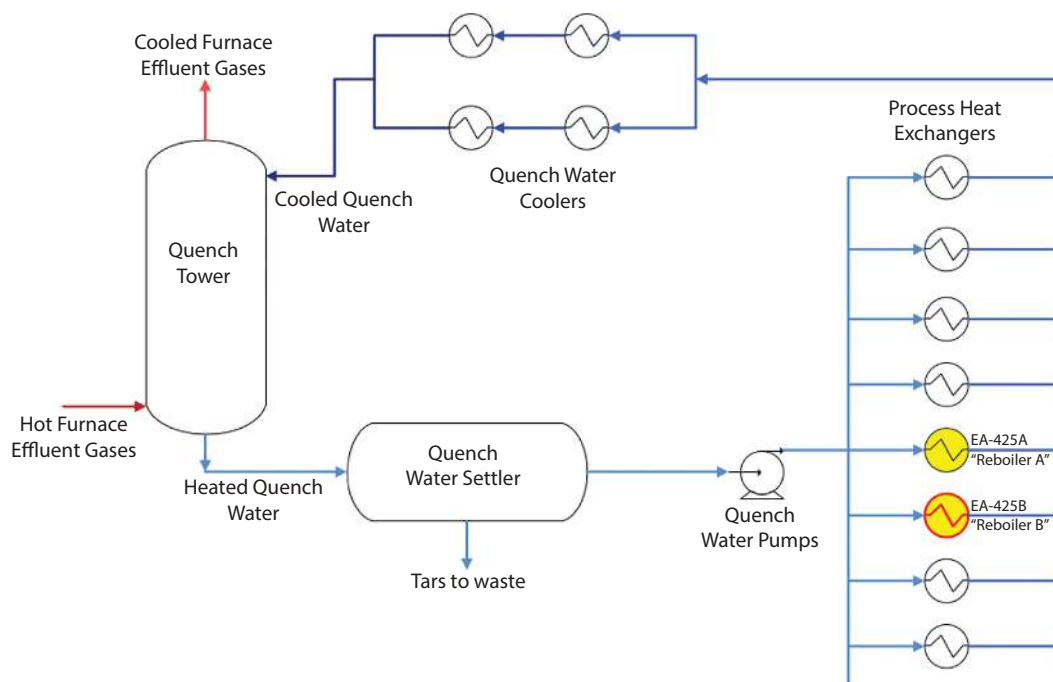 Cooled Furnace
Effluent Gases
Process Heat
Exchangers
Quench Water
Coolers
Cooled Quench
Water
Quench
Tower
Hot Furnace
Effluent Gases
Quench
Water Settler
EA-425A
"Reboiler A"
Heated Quench
Water
EA-425B
"Reboiler B"
Quench
Water Pumps
Tars to waste